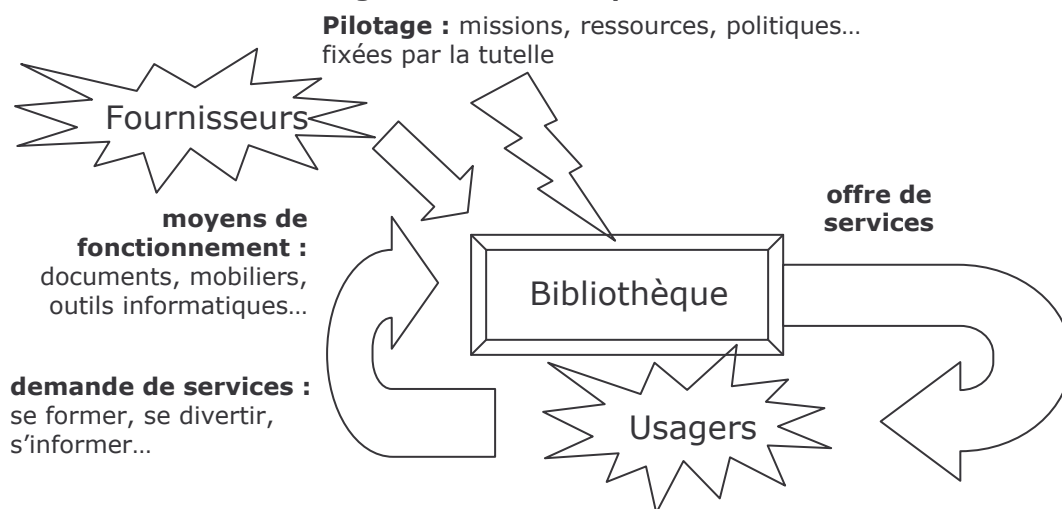 Pilotage : missions, ressources, politiques…
fixées par la tutelle
Fournisseurs
moyens de
fonctionnement :
documents, mobiliers,
outils informatiques…
offre de
services
Bibliothèque
demande de services :
se former, se divertir,
s’informer…
Usagers